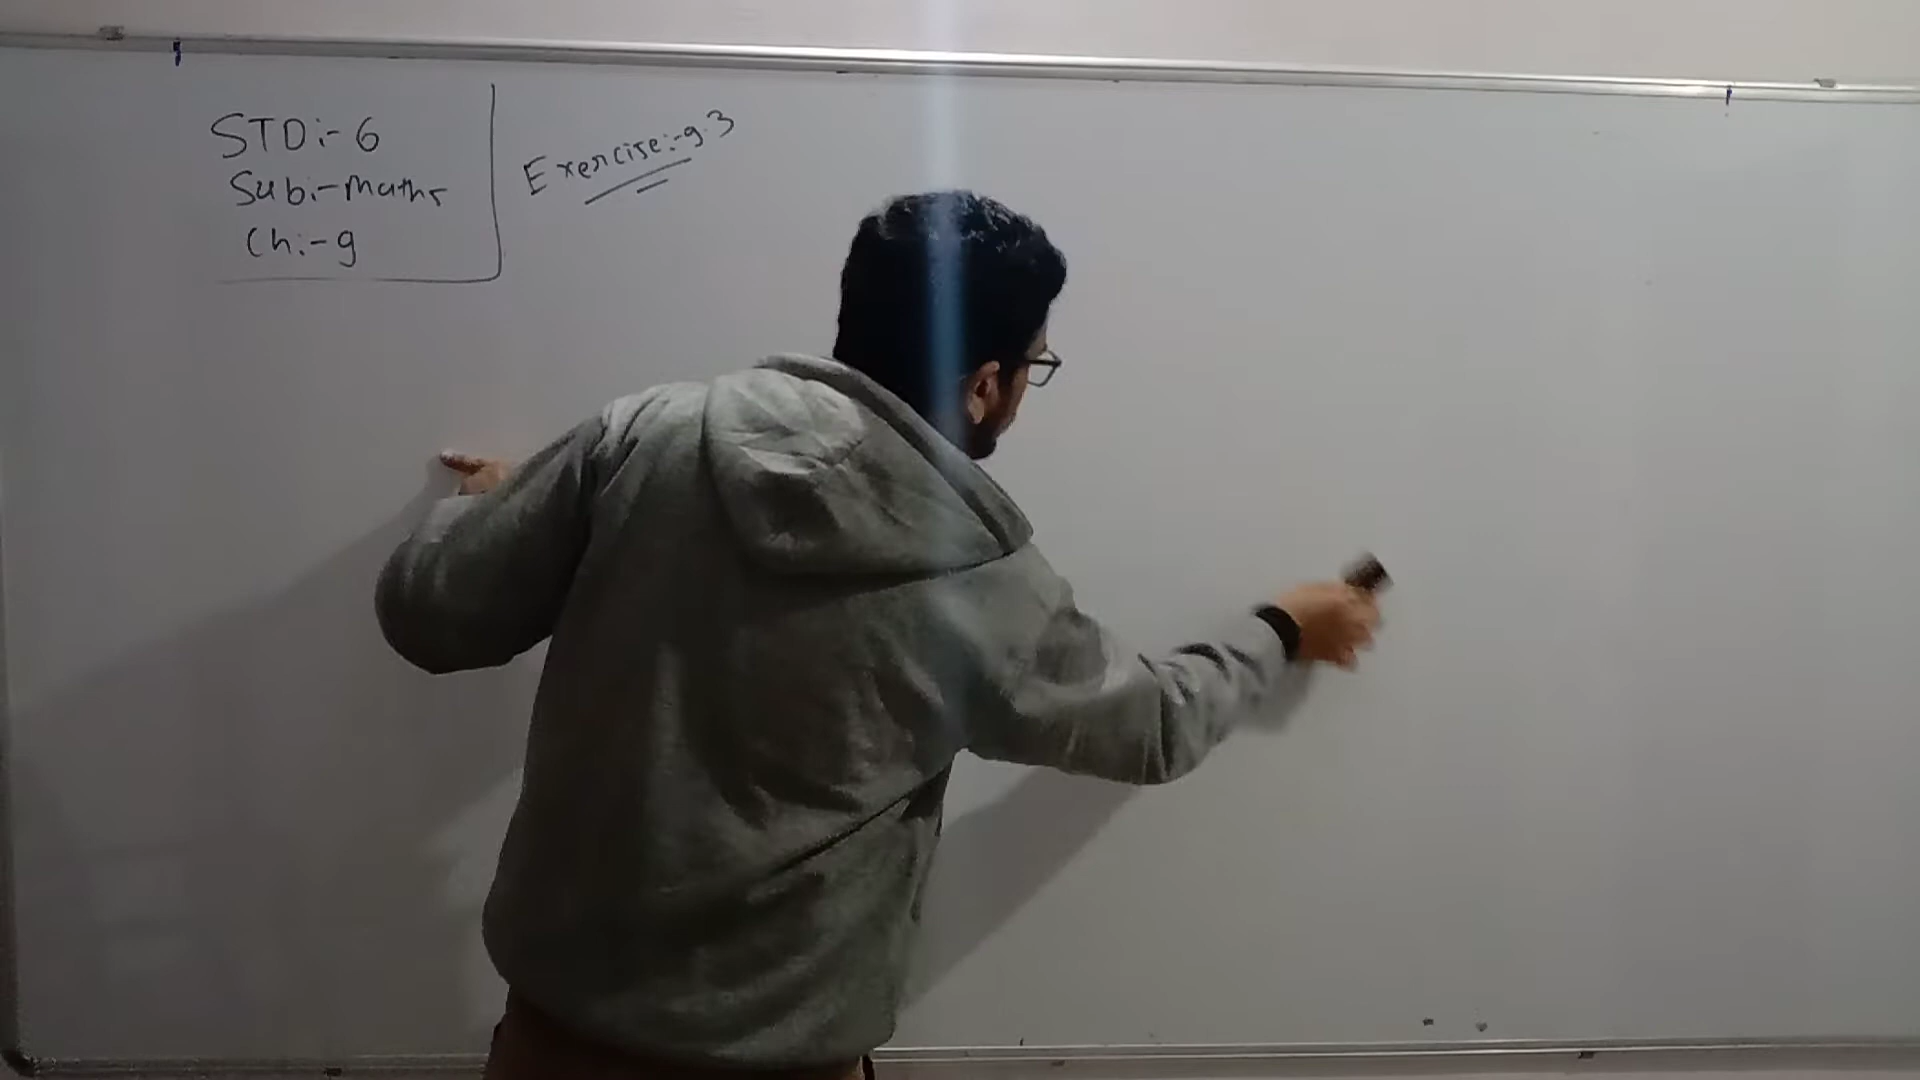 STD:- 6
Sub:- maths
Ch:- 9
Exercise:- 9.3